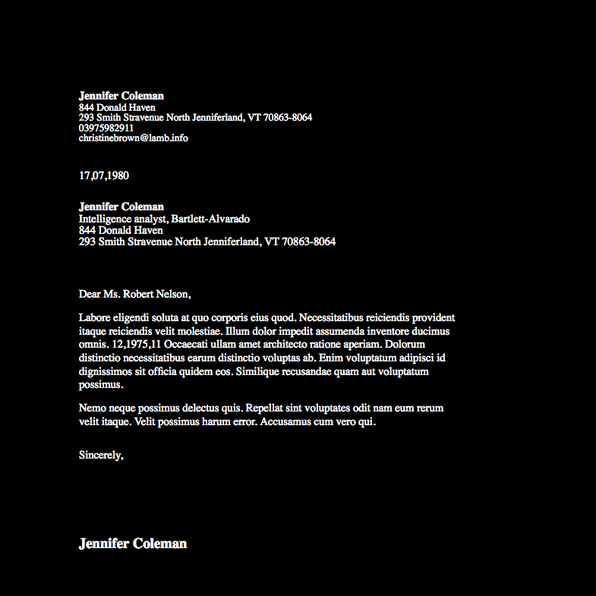 Jennifer Coleman
844 Donald Haven
293 Smith Stravenue North Jenniferland, VT 70863-8064
03975982911
christinebrown@lamb.info
17,07,1980
Jennifer Coleman
Intelligence analyst, Bartlett-Alvarado
844 Donald Haven
293 Smith Stravenue North Jenniferland, VT 70863-8064
Dear Ms. Robert Nelson,
Labore eligendi soluta at quo corporis eius quod. Necessitatibus reiciendis provident
itaque reiciendis velit molestiae. Illum dolor impedit assumenda inventore ducimus
omnis. 12,1975,11 Occaecati ullam amet architecto ratione aperiam. Dolorum
distinctio necessitatibus earum distinctio voluptas ab. Enim voluptatum adipisci id
dignissimos sit officia quidem eos. Similique recusandae quam aut voluptatum
possimus.
Nemo neque possimus delectus quis. Repellat sint voluptates odit nam eum rerum
velit itaque. Velit possimus harum error. Accusamus cum vero qui.
Sincerely,
Jennifer Coleman